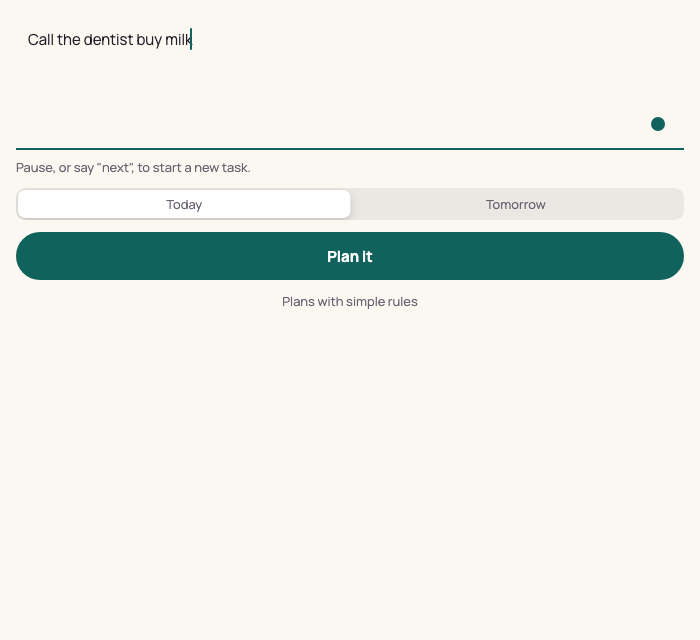 Call the dentist buy milk
Pause, or say "next", to start a new task.
Today
Tomorrow
Plan it
Plans with simple rules